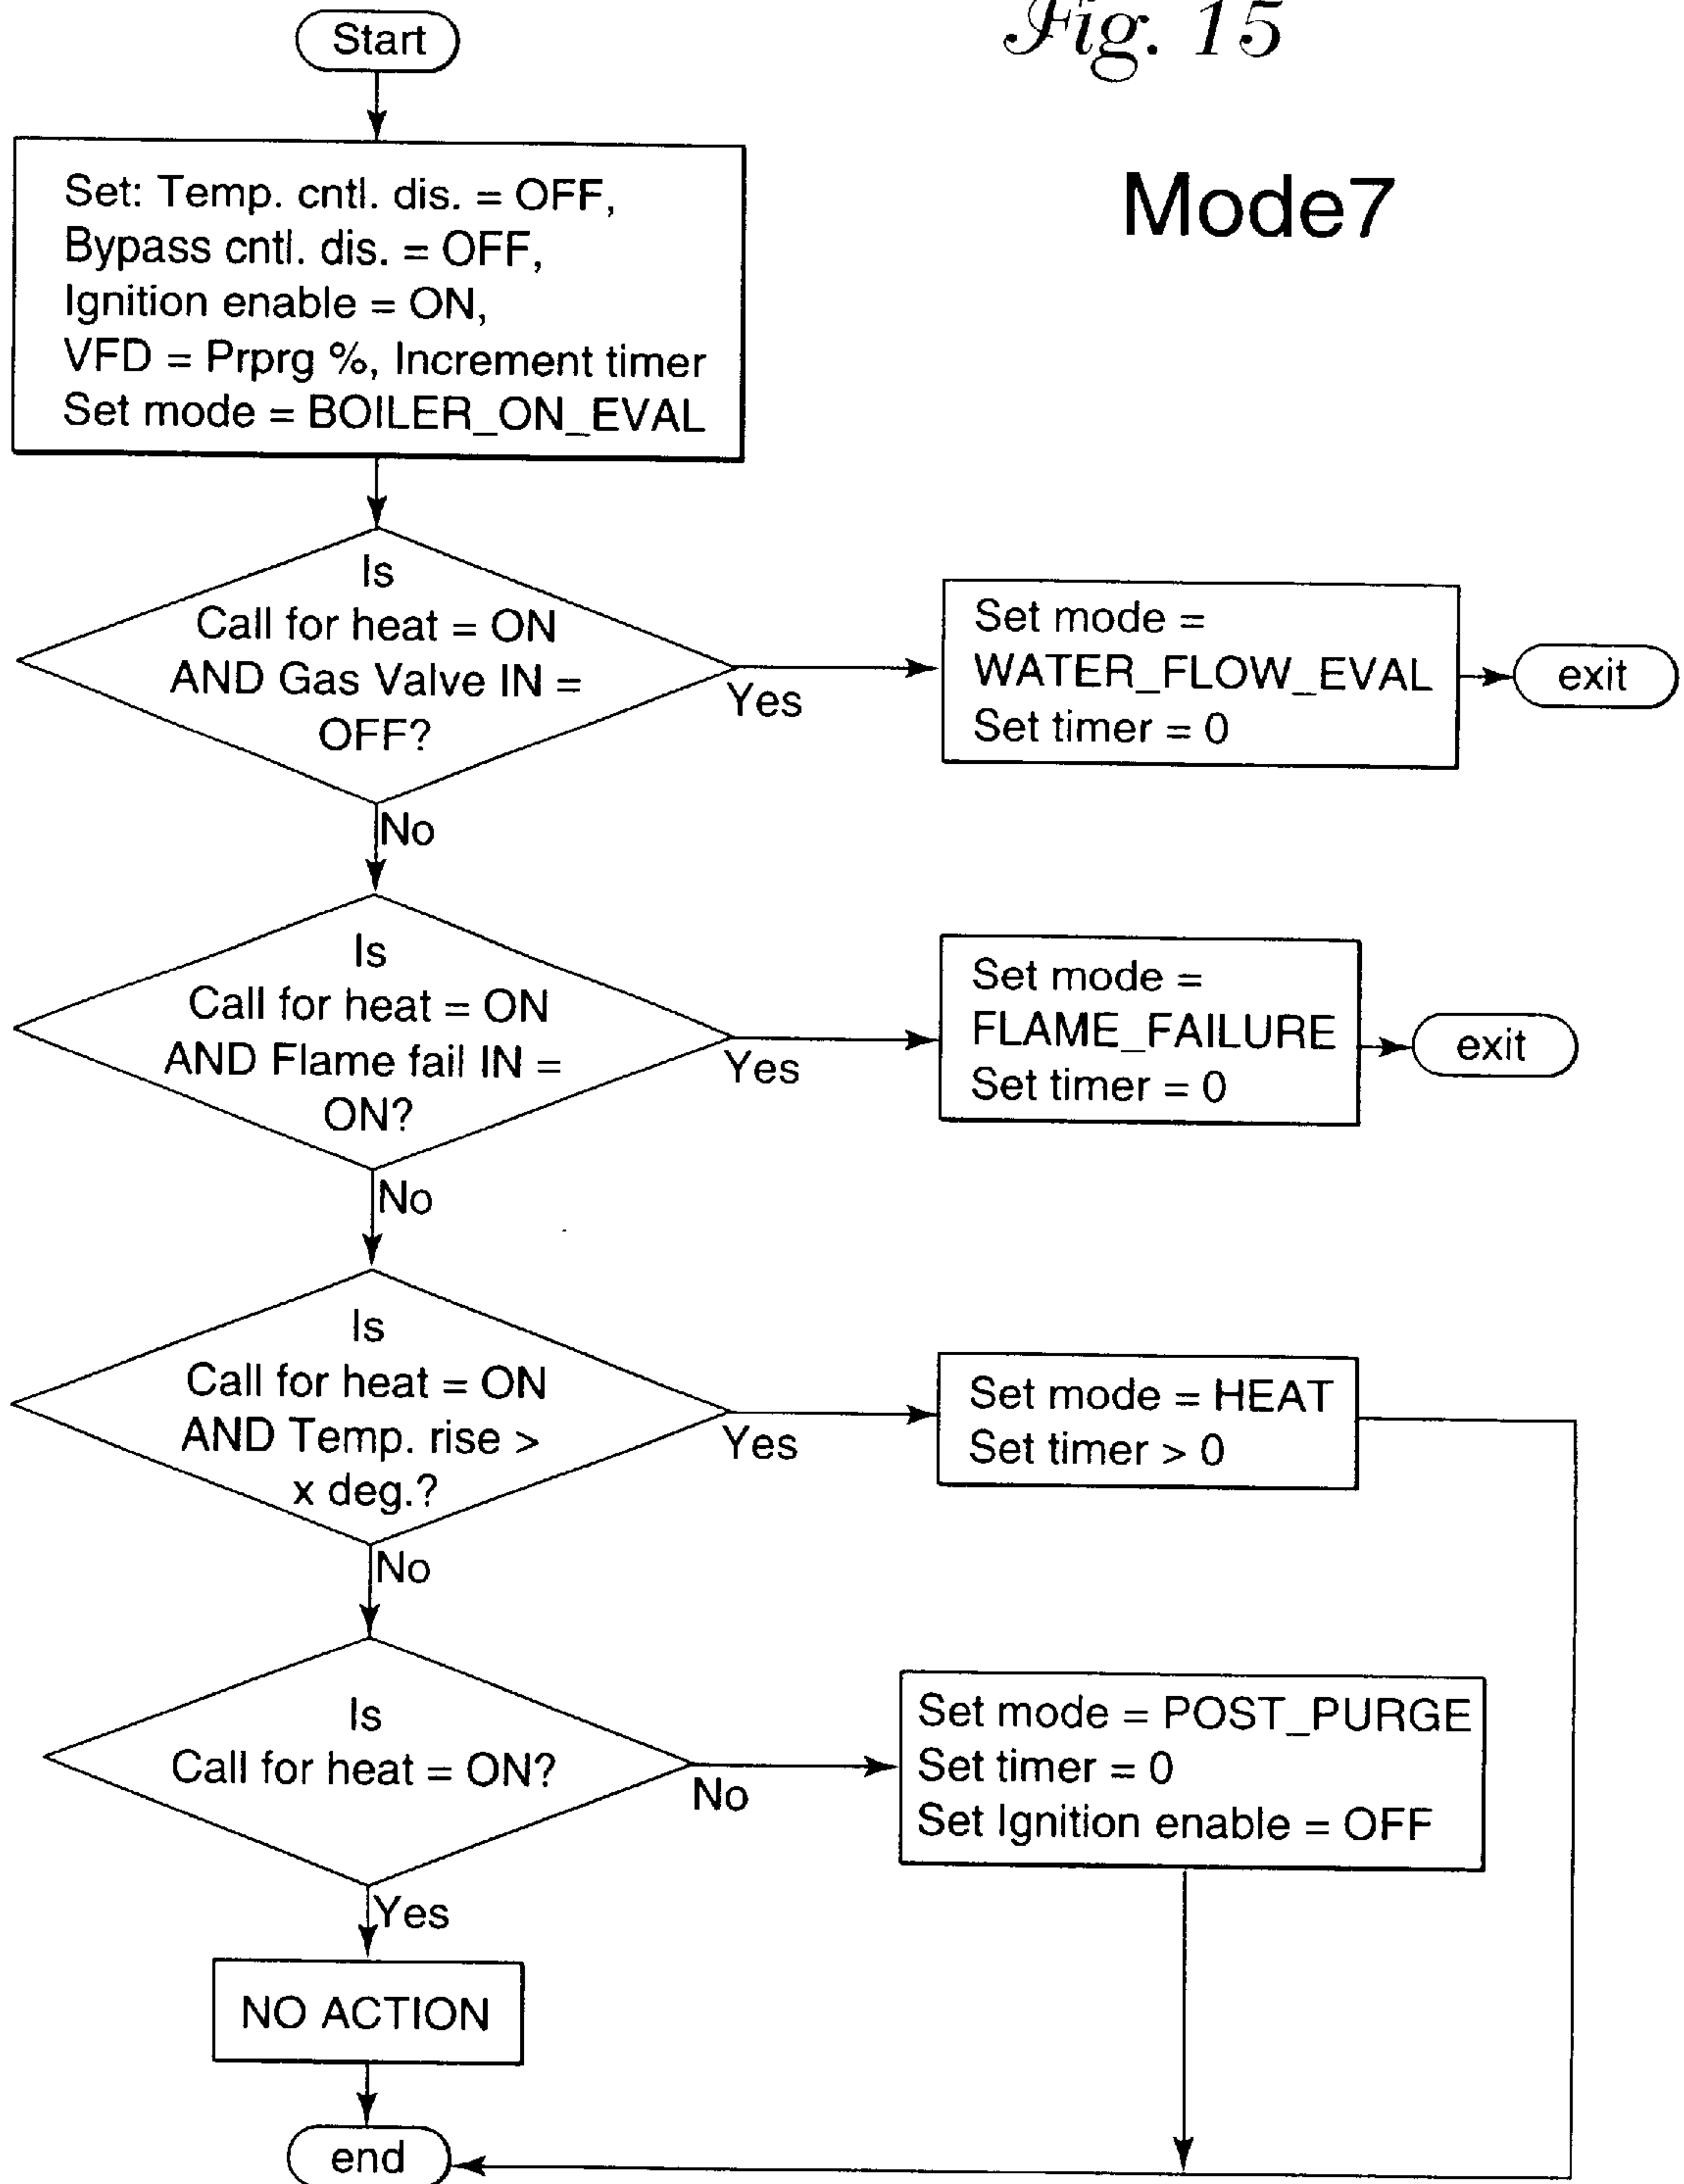 Fig. 15
Mode7
Start
Set: Temp. cntl. dis. = OFF,
Bypass cntl. dis. = OFF,
Ignition enable = ON,
VFD = Prprg %, Increment timer
Set mode = BOILER_ON_EVAL
Is
Call for heat = ON
AND Gas Valve IN =
OFF?
Yes
Set mode =
WATER_FLOW_EVAL
Set timer = 0
exit
No
Is
Call for heat = ON
AND Flame fail IN =
ON?
Yes
Set mode =
FLAME_FAILURE
Set timer = 0
exit
No
Is
Call for heat = ON
AND Temp. rise >
x deg.?
Yes
Set mode = HEAT
Set timer > 0
No
Is
Call for heat = ON?
No
Set mode = POST_PURGE
Set timer = 0
Set Ignition enable = OFF
Yes
NO ACTION
end